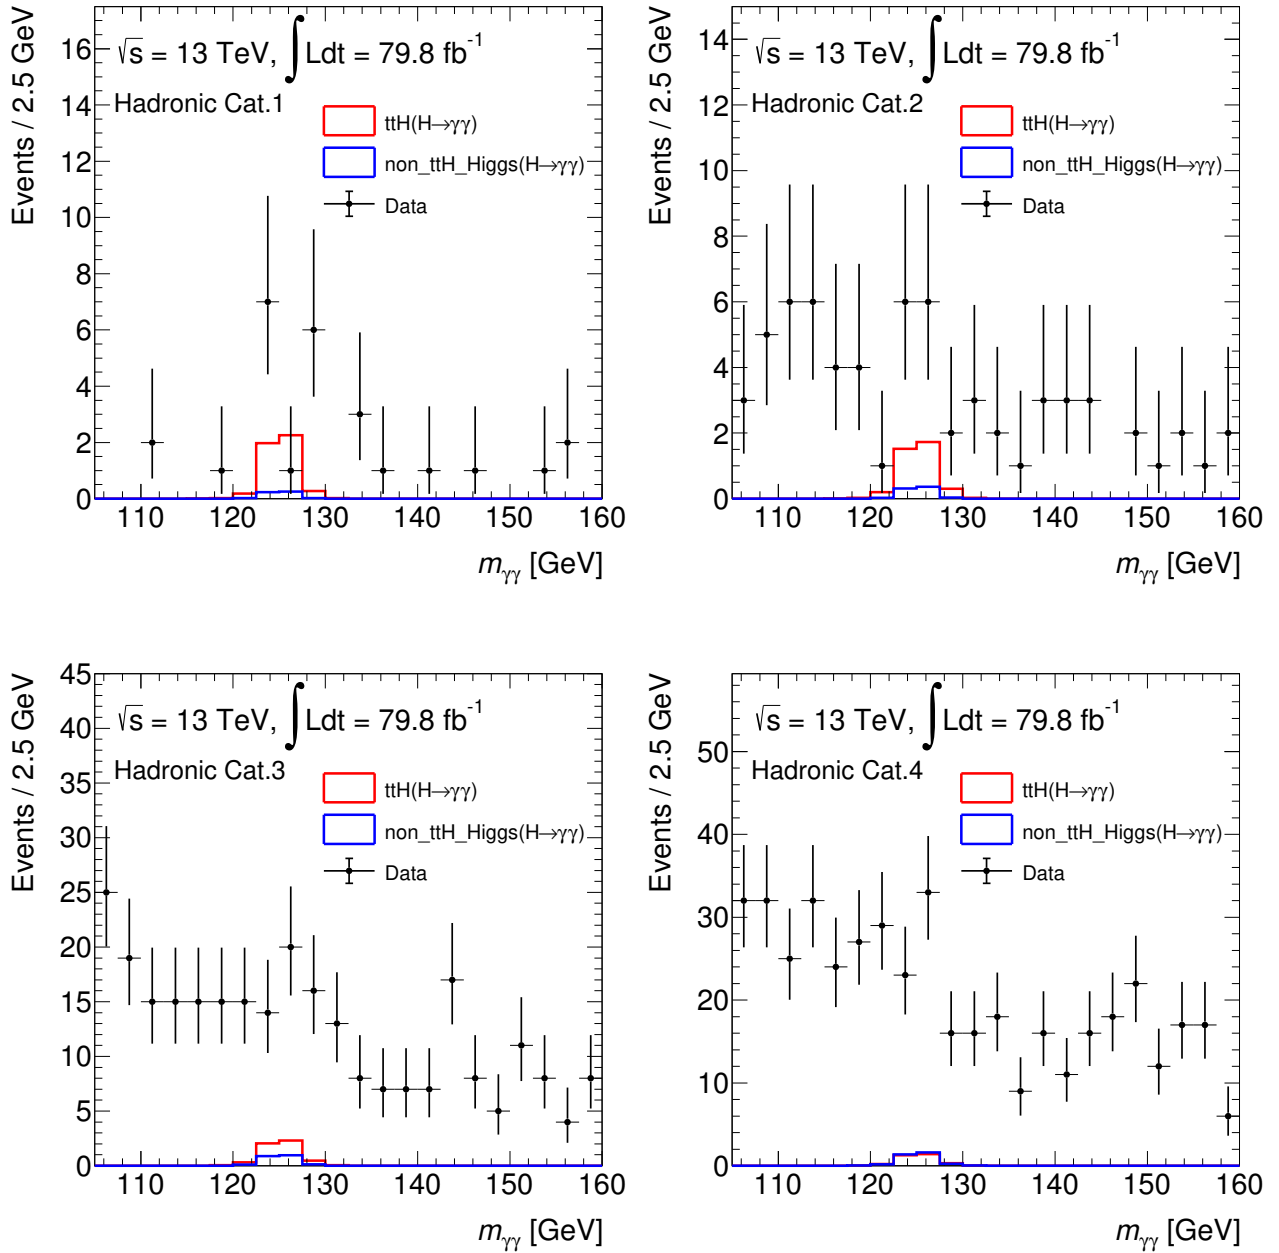 Events / 2.5 GeV
√s = 13 TeV, ∫Ldt = 79.8 fb⁻¹
Hadronic Cat.1
ttH(H→γγ)
non_ttH_Higgs(H→γγ)
Data
16
14
12
10
8
6
4
2
0
110 120 130 140 150 160
mγγ [GeV]
Events / 2.5 GeV
√s = 13 TeV, ∫Ldt = 79.8 fb⁻¹
Hadronic Cat.2
ttH(H→γγ)
non_ttH_Higgs(H→γγ)
Data
14
12
10
8
6
4
2
0
110 120 130 140 150 160
mγγ [GeV]
Events / 2.5 GeV
√s = 13 TeV, ∫Ldt = 79.8 fb⁻¹
Hadronic Cat.3
ttH(H→γγ)
non_ttH_Higgs(H→γγ)
Data
45
40
35
30
25
20
15
10
5
0
110 120 130 140 150 160
mγγ [GeV]
Events / 2.5 GeV
√s = 13 TeV, ∫Ldt = 79.8 fb⁻¹
Hadronic Cat.4
ttH(H→γγ)
non_ttH_Higgs(H→γγ)
Data
50
40
30
20
10
0
110 120 130 140 150 160
mγγ [GeV]